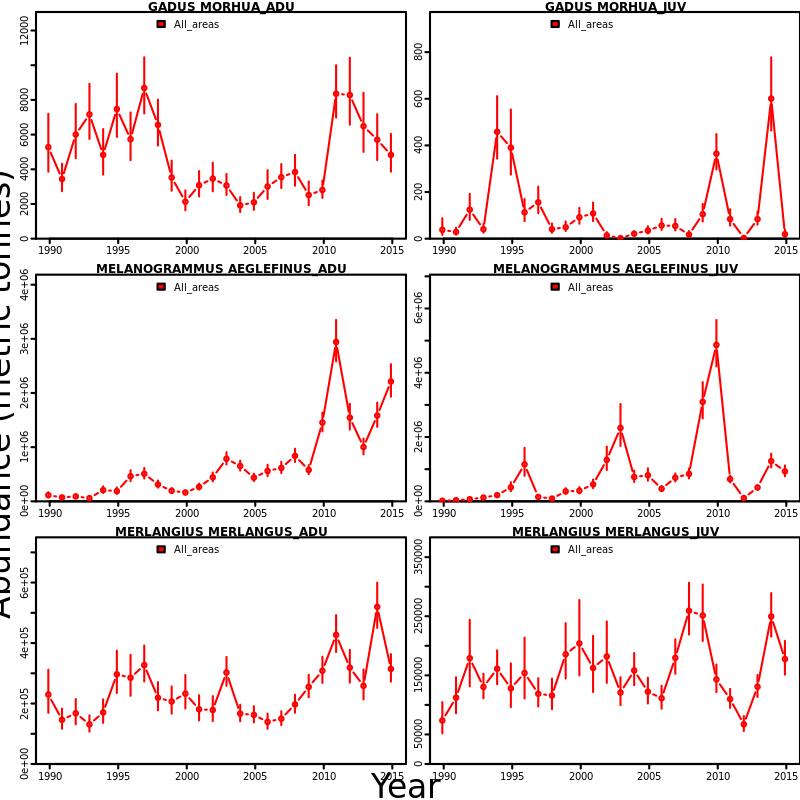 GADUS MORHUA_ADU
All_areas
0
2000
4000
6000
8000
12000
1990 1995 2000 2005 2010 2015
GADUS MORHUA_JUV
All_areas
0
200
400
600
800
1990 1995 2000 2005 2010 2015
MELANOGRAMMUS AEGLEFINUS_ADU
All_areas
0e+00
1e+06
2e+06
3e+06
4e+06
1990 1995 2000 2005 2010 2015
MELANOGRAMMUS AEGLEFINUS_JUV
All_areas
0e+00
2e+06
4e+06
6e+06
1990 1995 2000 2005 2010 2015
MERLANGIUS MERLANGUS_ADU
All_areas
0e+00
2e+05
4e+05
6e+05
1990 1995 2000 2005 2010 2015
MERLANGIUS MERLANGUS_JUV
All_areas
0
50000
150000
250000
350000
1990 1995 2000 2005 2010 2015
Abundance (metric tonnes)
Year